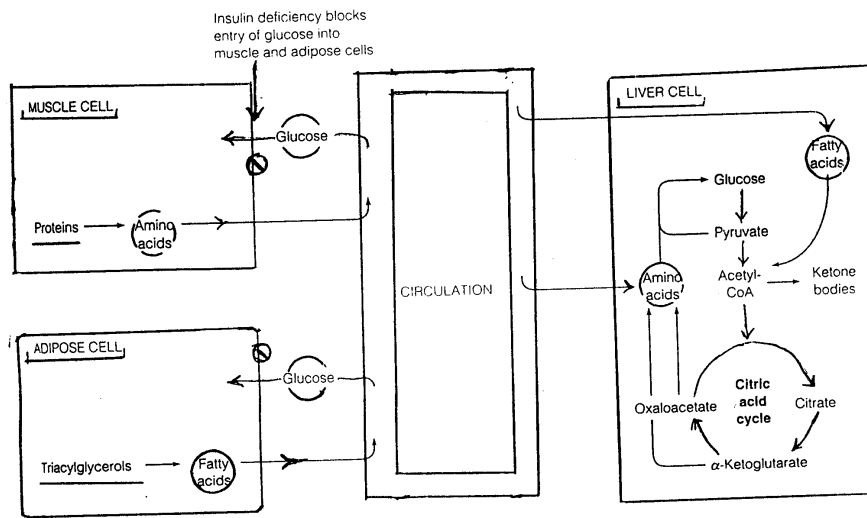 Insulin deficiency blocks
entry of glucose into
muscle and adipose cells
MUSCLE CELL
Glucose
Proteins
Amino
acids
ADIPOSE CELL
Glucose
Triacylglycerols
Fatty
acids
CIRCULATION
LIVER CELL
Fatty
acids
Glucose
Pyruvate
Amino
acids
Acetyl-
CoA
Ketone
bodies
Oxaloacetate
Citric
acid
cycle
Citrate
α-Ketoglutarate